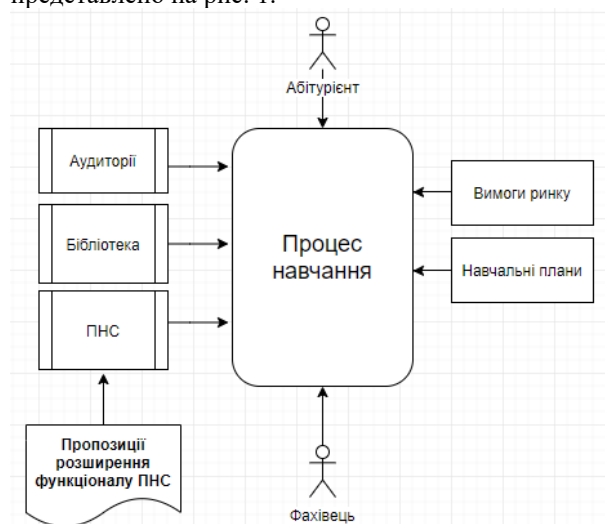 представлено на рис. 1.
Абітурієнт
Аудиторії
Бібліотека
ПНС
Процес
навчання
Вимоги ринку
Навчальні плани
Пропозиції
розширення
функціоналу ПНС
Фахівець